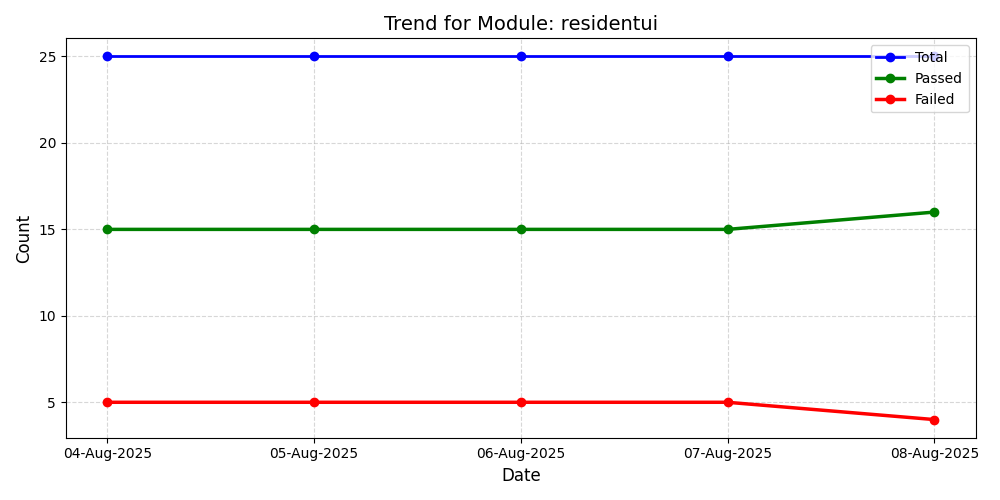 Trend for Module: residentui
Total
Passed
Failed
25
20
15
10
5
Count
04-Aug-2025
05-Aug-2025
06-Aug-2025
07-Aug-2025
08-Aug-2025
Date